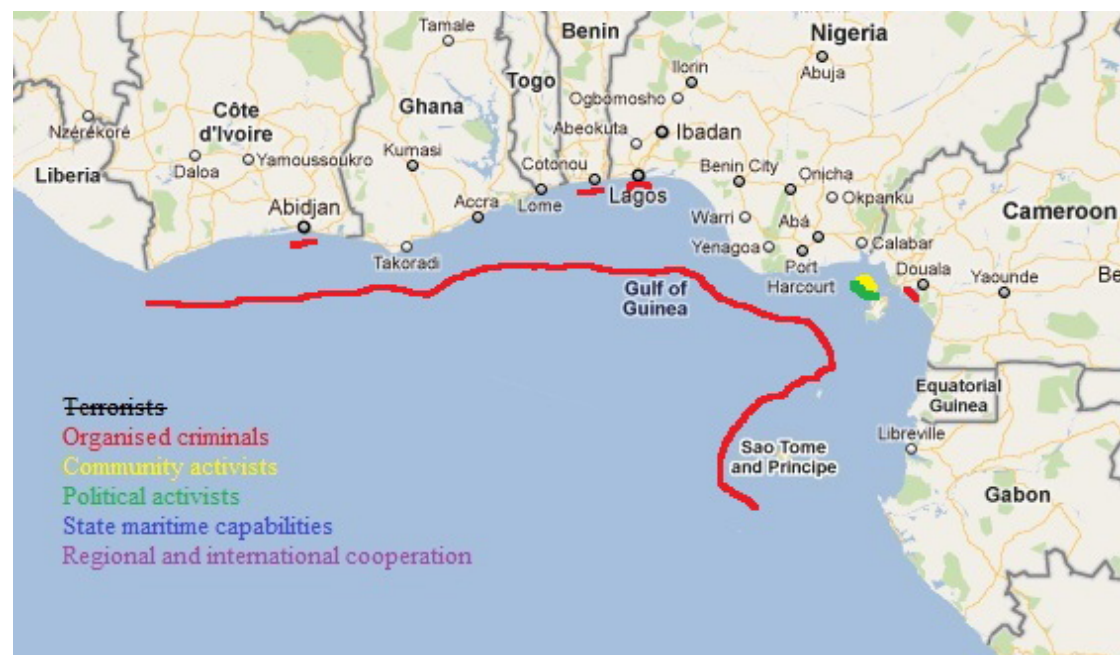 Tamale
Benin
Nigeria
Ilorin
Abuja
Togo
Ogbomosho
Côte
d'Ivoire
Ghana
Nzérékoré
Abeokuta
Ibadan
Kumasi
Daloa
Yamoussoukro
Liberia
Cotonou
Benin City
Onicha
Lagos
Okpanku
Abidjan
Accra
Lome
Cameroon
Warri
Abá
Yenagoa
Calabar
Takoradi
Port
Harcourt
Douala
Yaounde
Be
Gulf of
Guinea
Equatorial
Guinea
Terrorists
Organised criminals
Community activists
Political activists
State maritime capabilities
Regional and international cooperation
Libreville
Sao Tome
and Principe
Gabon